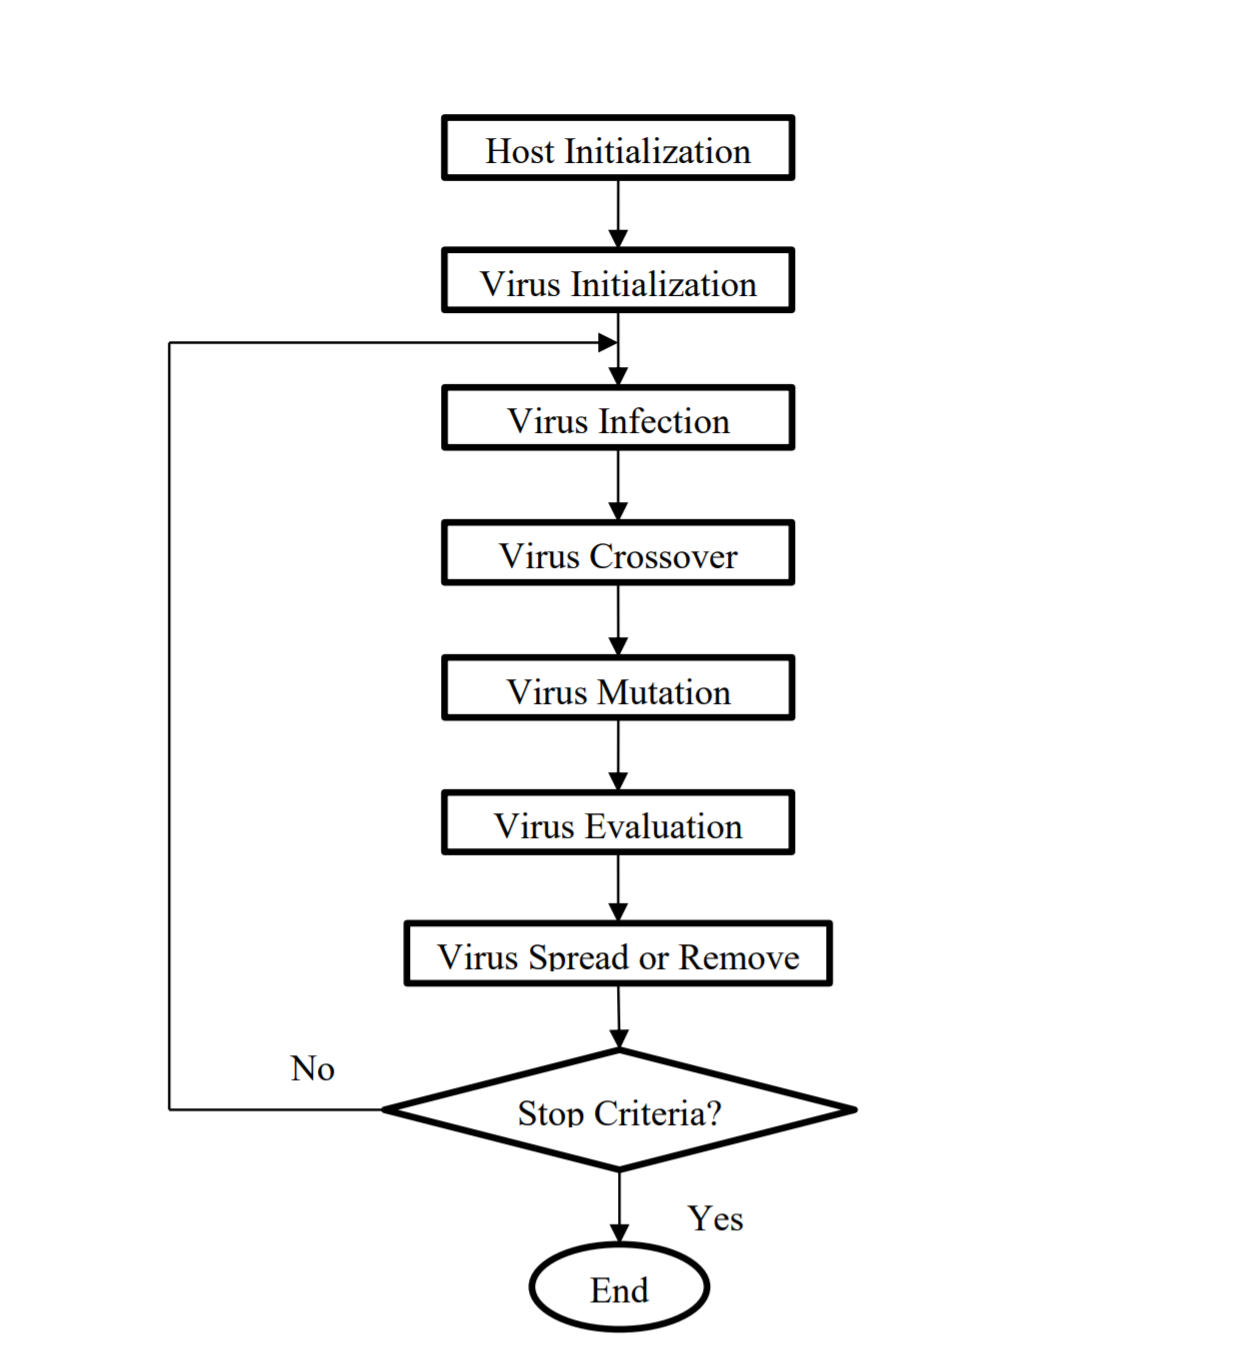 Host Initialization
Virus Initialization
Virus Infection
Virus Crossover
Virus Mutation
Virus Evaluation
Virus Spread or Remove
No
Stop Criteria?
Yes
End